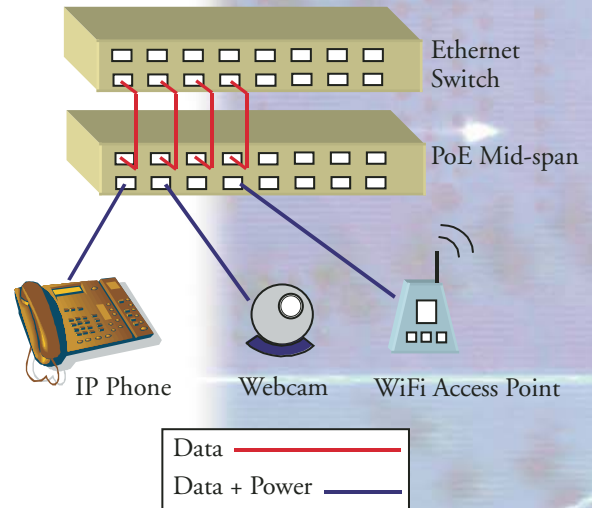 Ethernet
Switch
PoE Mid-span
IP Phone
Webcam
WiFi Access Point
Data
Data + Power